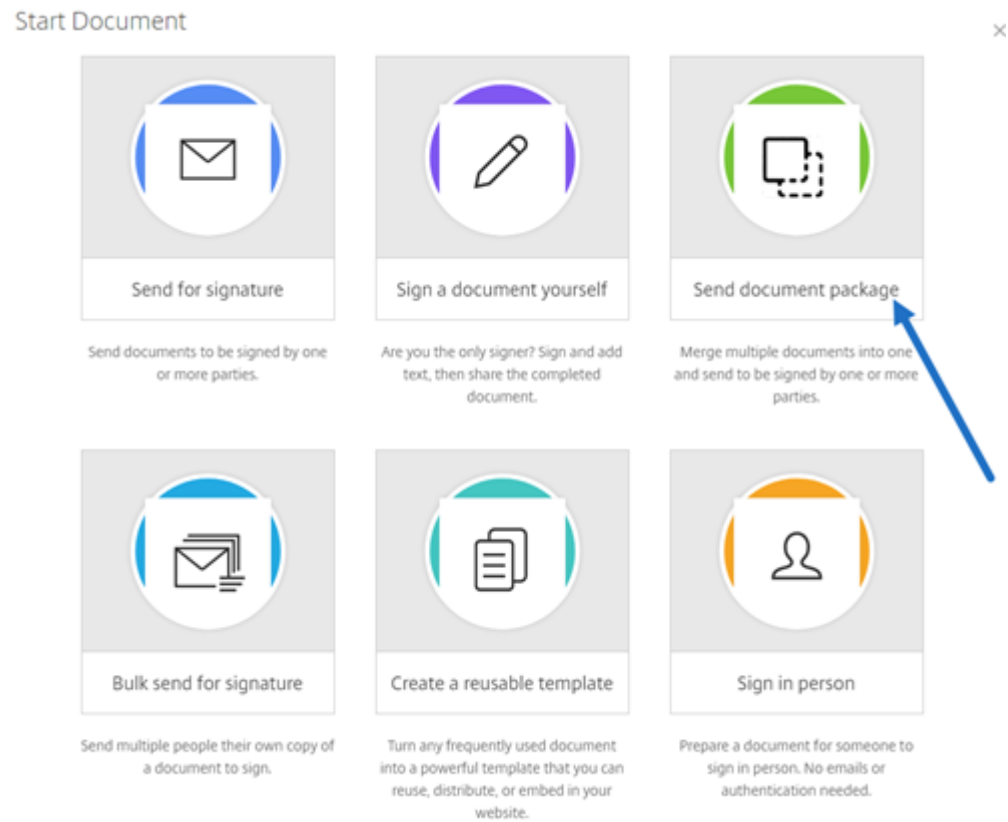 Start Document
Send for signature
Send documents to be signed by one
or more parties.
Sign a document yourself
Are you the only signer? Sign and add
text, then share the completed
document.
Send document package
Merge multiple documents into one
and send to be signed by one or more
parties.
Bulk send for signature
Send multiple people their own copy of
a document to sign.
Create a reusable template
Turn any frequently used document
into a powerful template that you can
reuse, distribute, or embed in your
website.
Sign in person
Prepare a document for someone to
sign in person. No emails or
authentication needed.